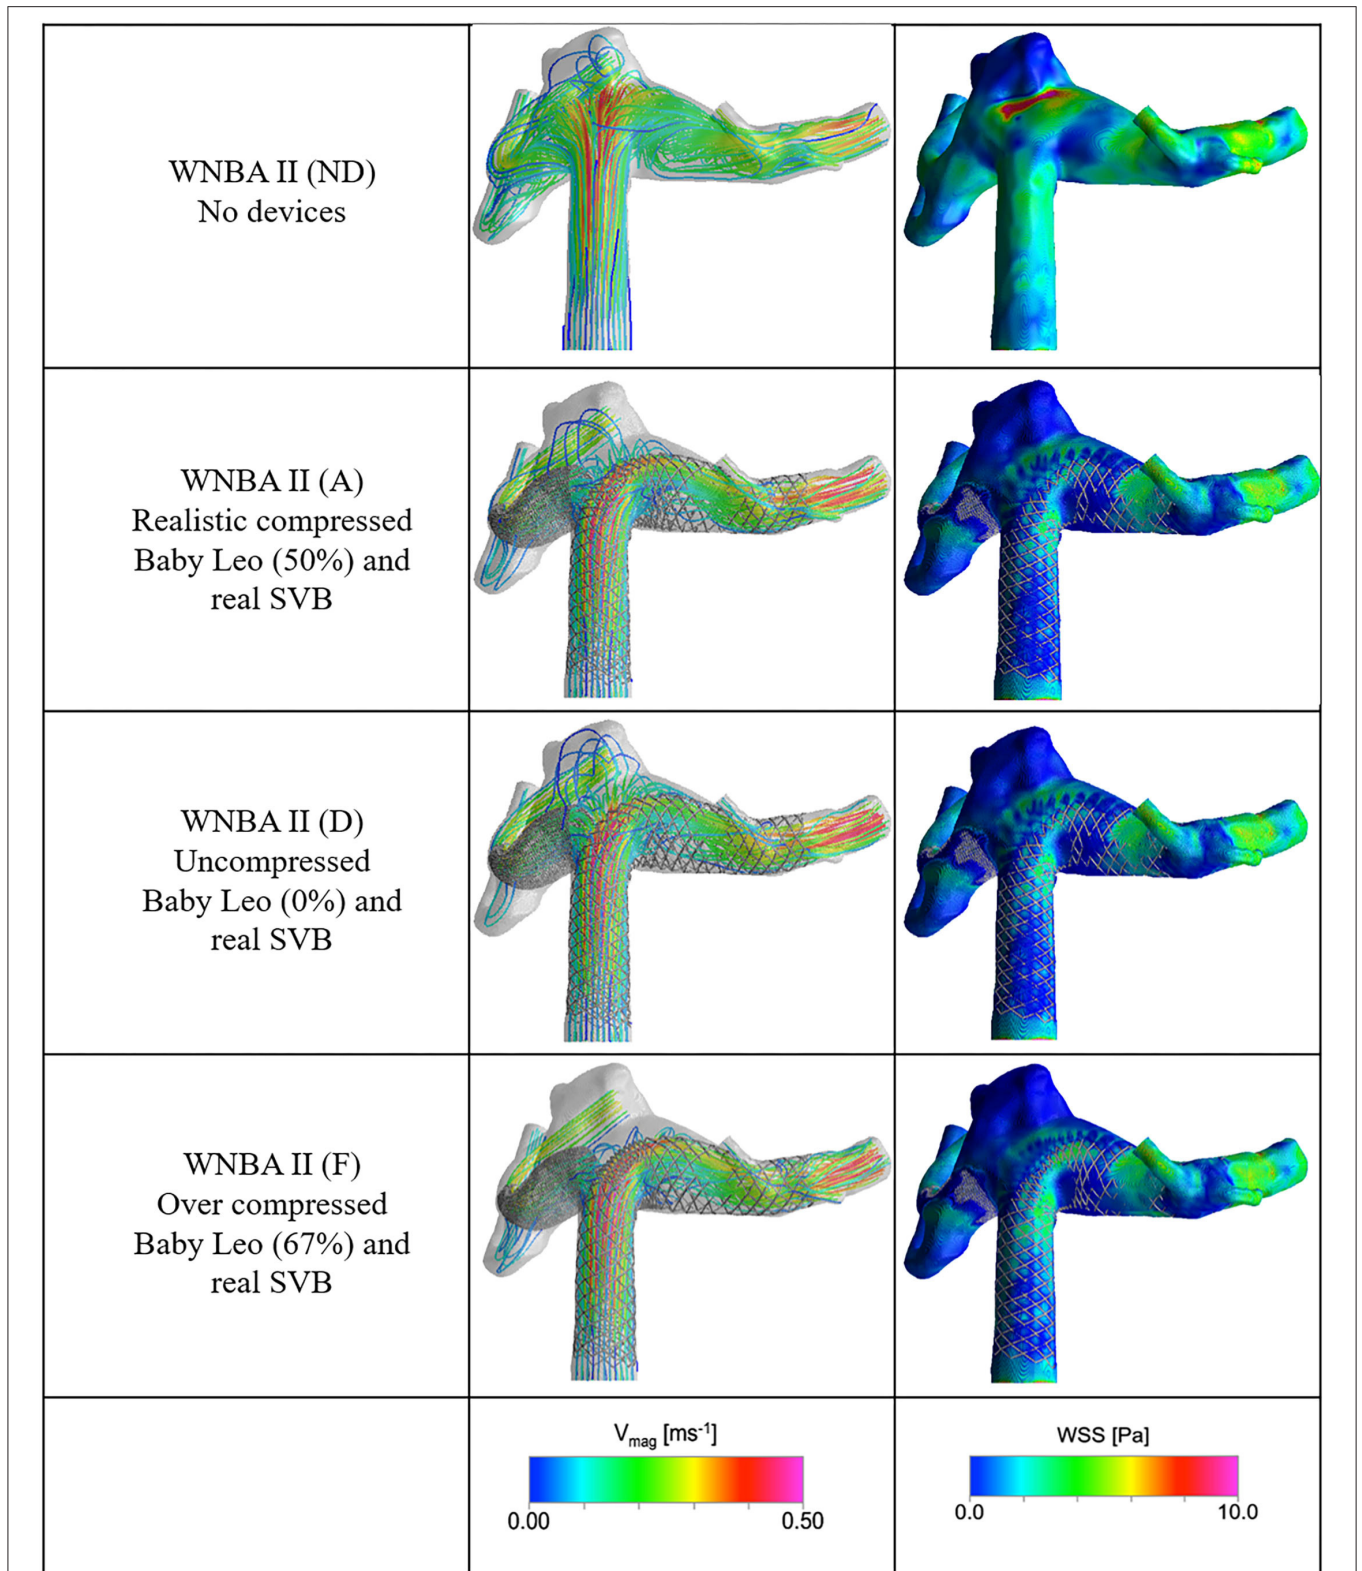 WNBA II (ND)
No devices
WNBA II (A)
Realistic compressed
Baby Leo (50%) and
real SVB
WNBA II (D)
Uncompressed
Baby Leo (0%) and
real SVB
WNBA II (F)
Over compressed
Baby Leo (67%) and
real SVB
Vmag [ms-1]
0.00 0.50
WSS [Pa]
0.0 10.0